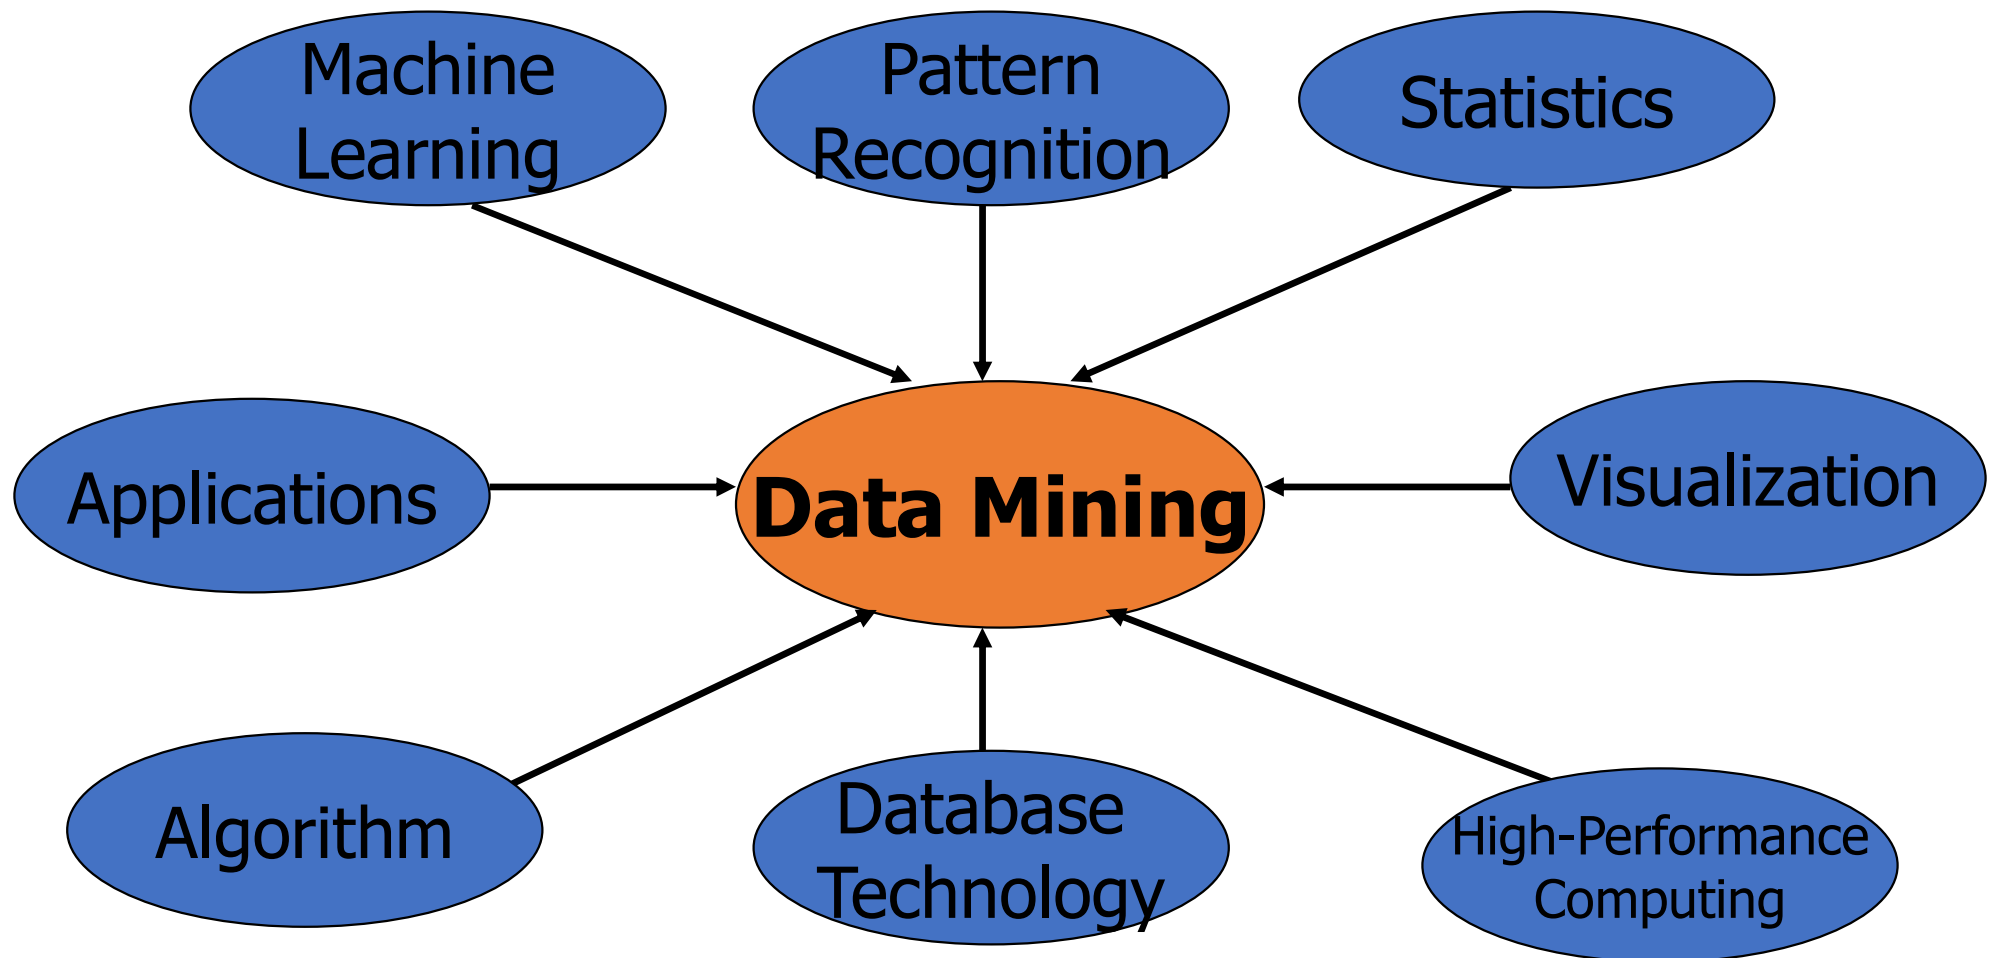 Machine
Learning
Pattern
Recognition
Statistics
Applications
Data Mining
Visualization
Algorithm
Database
Technology
High-Performance
Computing